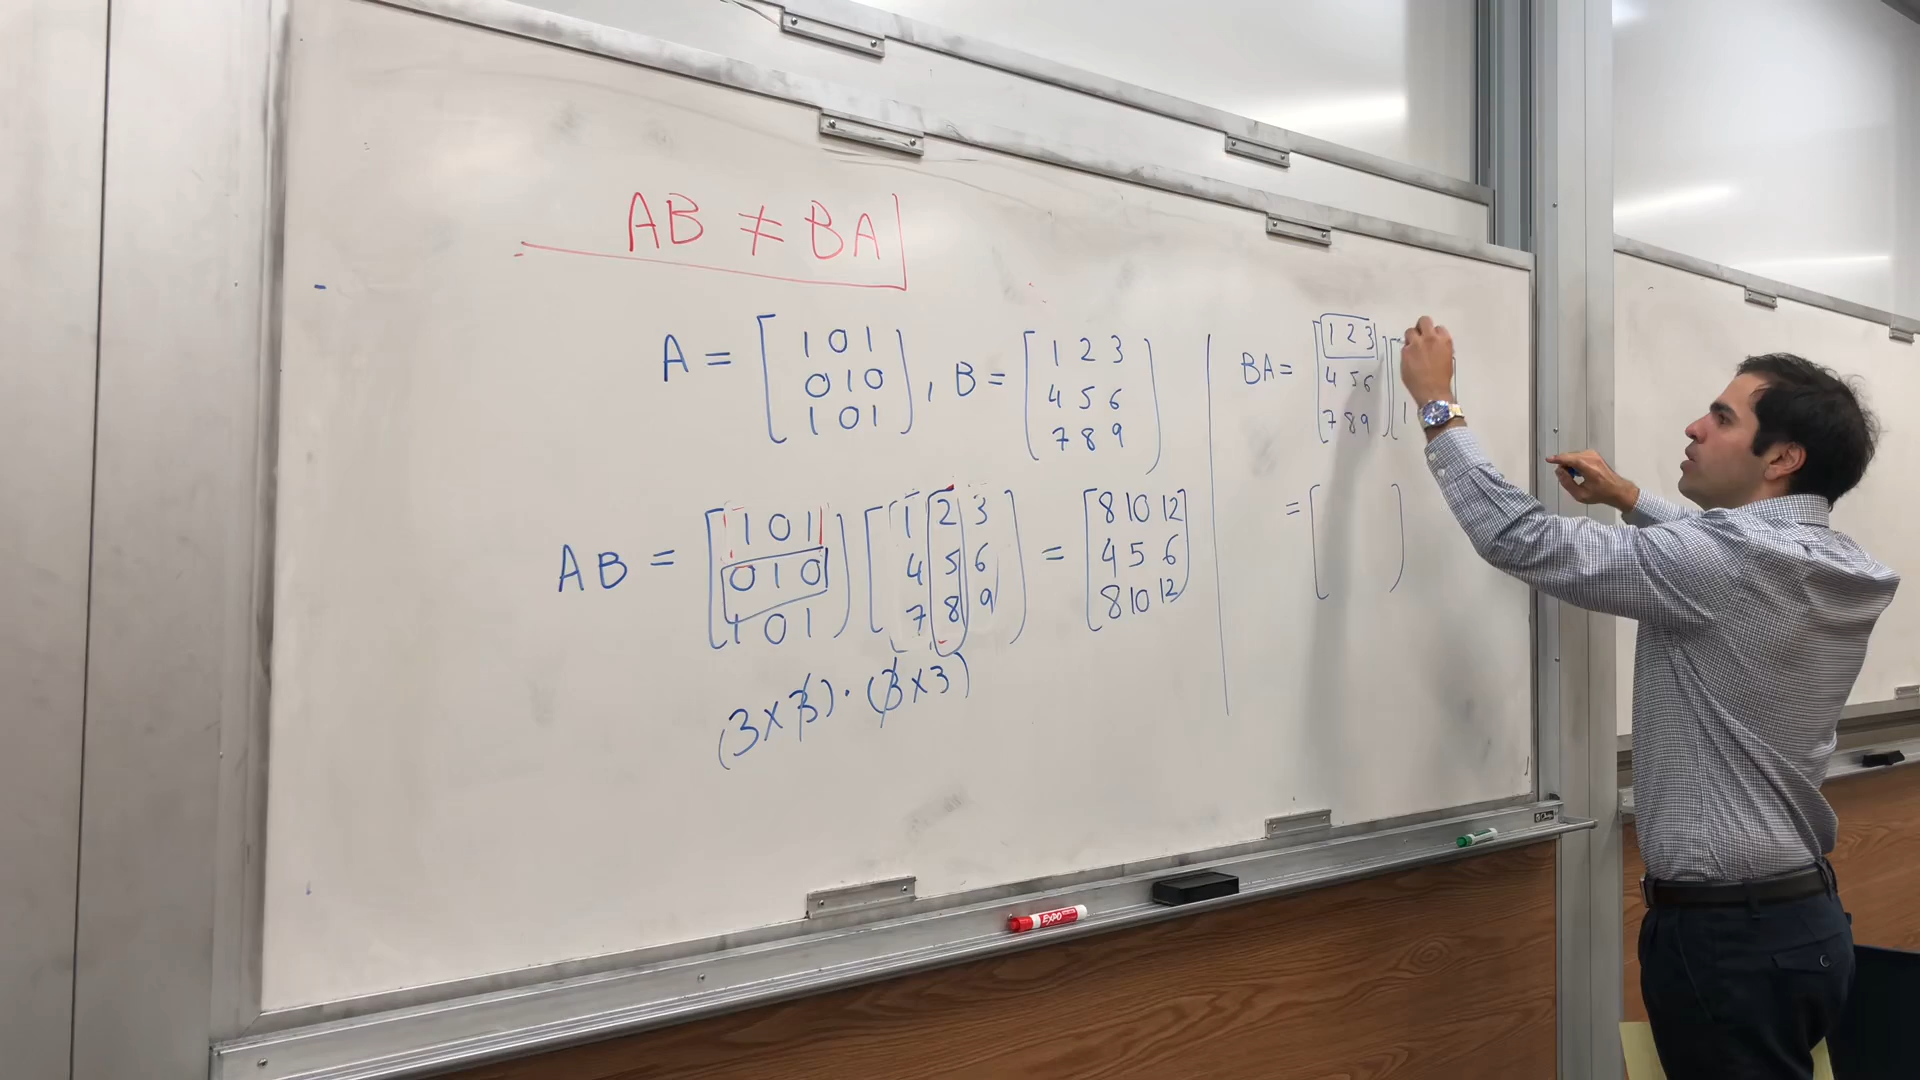 AB ≠ BA
A = [1 0 1
0 1 0
1 0 1], B = [1 2 3
4 5 6
7 8 9]
AB = [1 0 1
0 1 0
1 0 1] [1 2 3
4 5 6
7 8 9] = [8 10 12
4 5 6
8 10 12]
(3×3)·(3×3)
BA = [1 2 3
4 5 6
7 8 9] [
1
= [ ]
EXPO